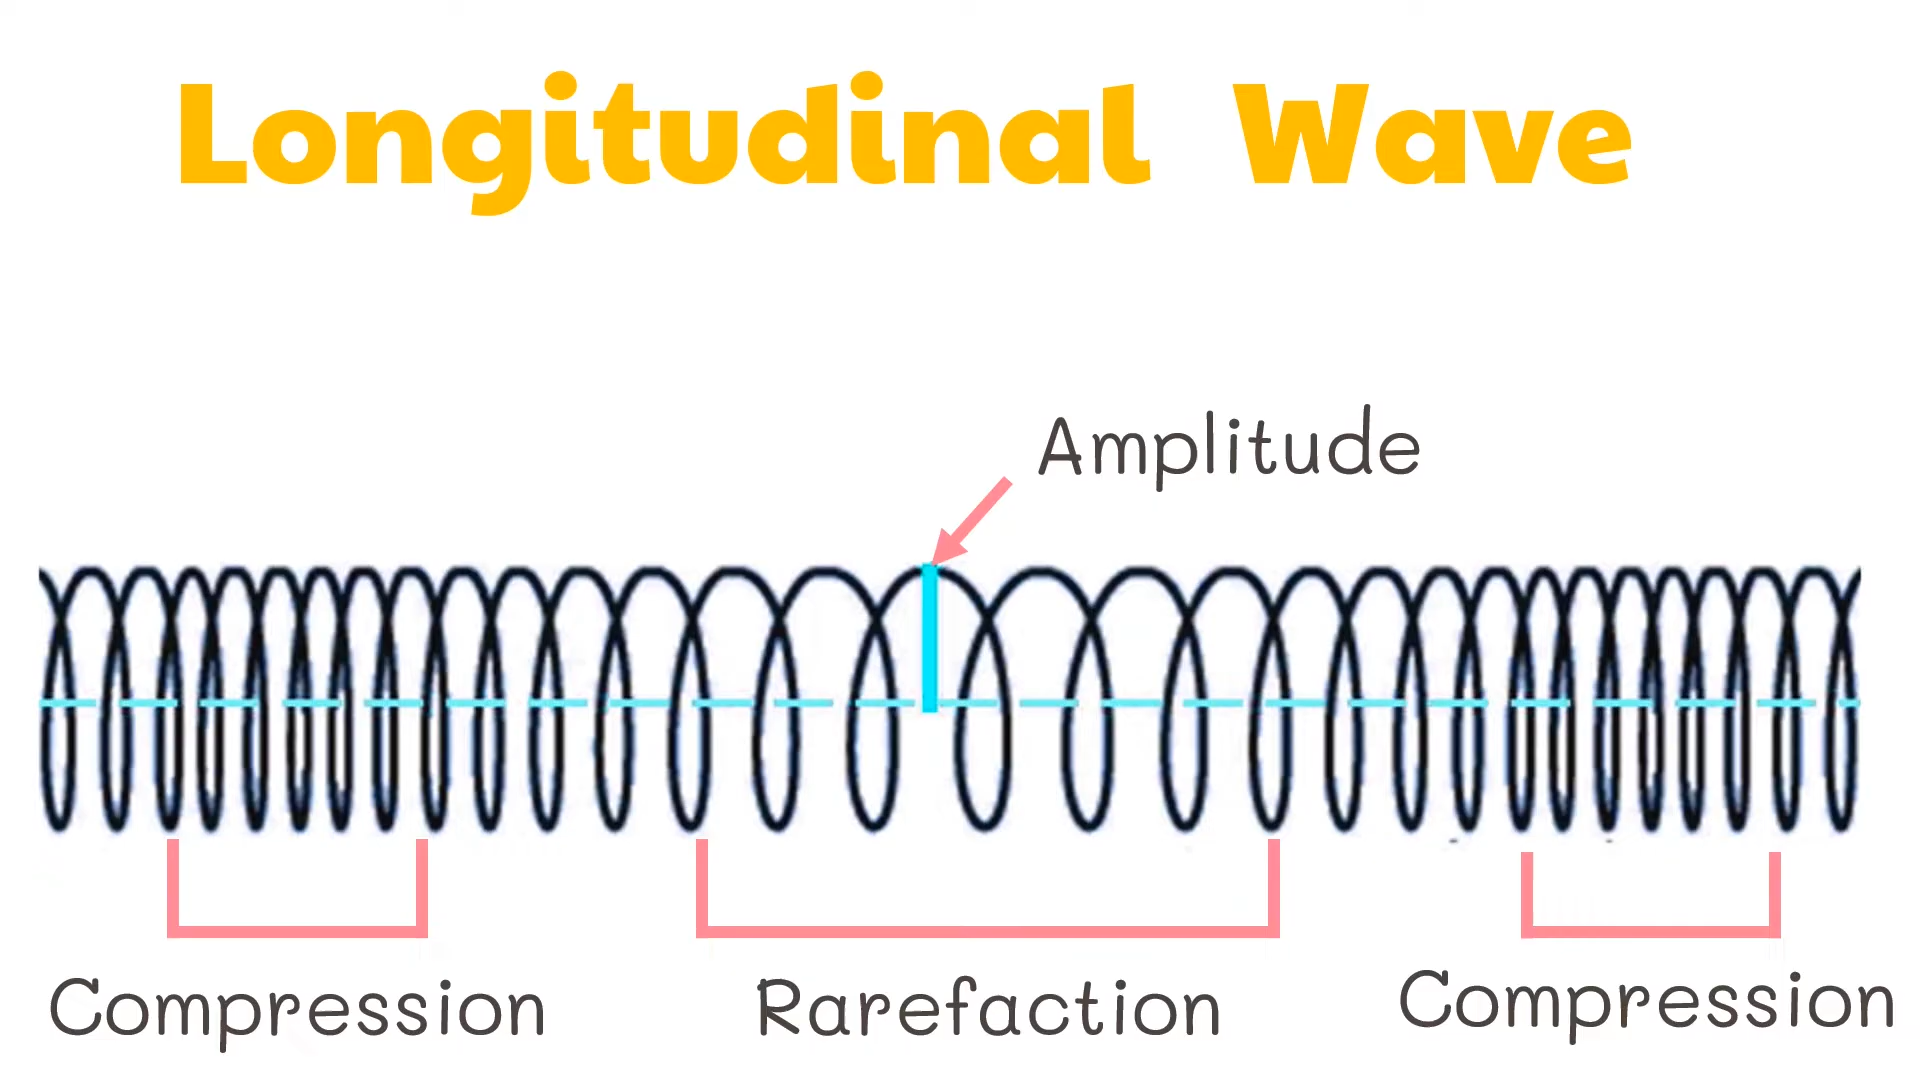 Longitudinal Wave
Amplitude
Compression
Rarefaction
Compression